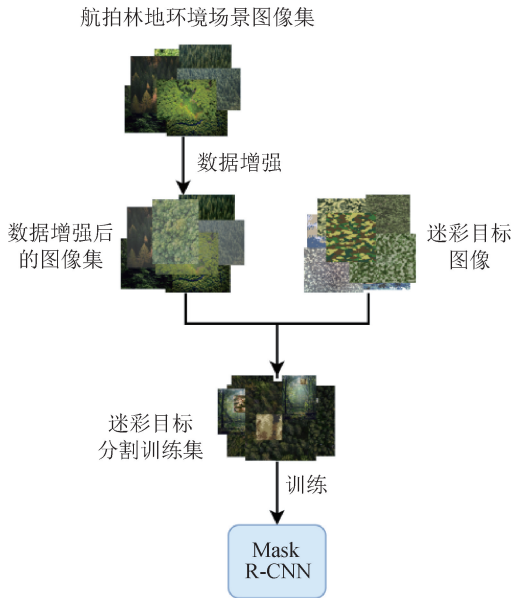 航拍林地环境场景图像集
数据增强
数据增强后
的图像集
迷彩目标
图像
迷彩目标
分割训练集
训练
Mask
R-CNN